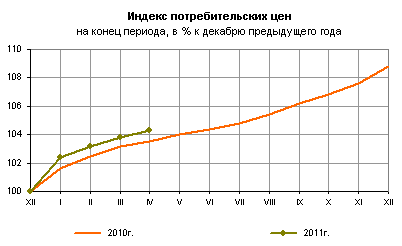 Индекс потребительских цен
на конец периода, в % к декабрю предыдущего года
110
108
106
104
102
100
XII I II III IV V VI VII VIII IX X XI XII
2010г. 2011г.